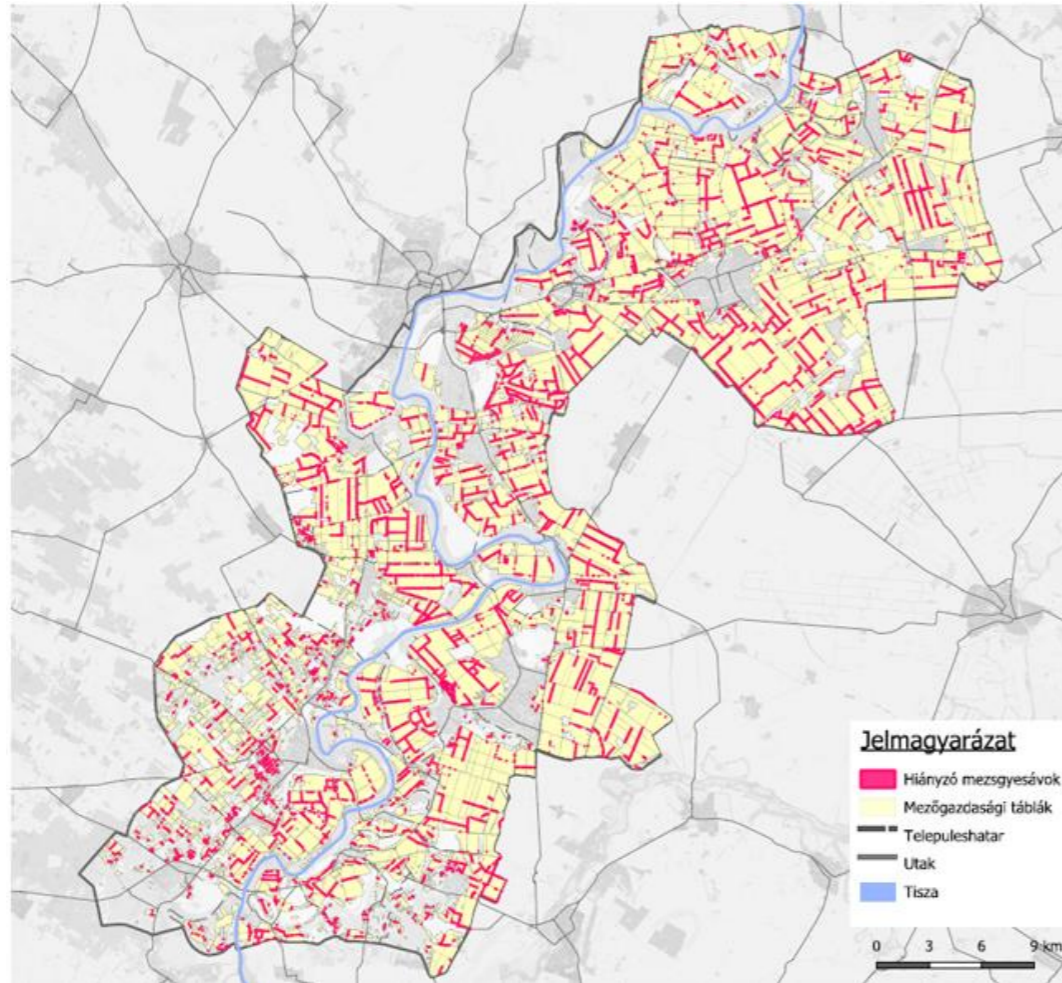 Jelmagyarázat
Hiányzó mezsgyesávok
Mezőgazdasági táblák
Telepuleshatar
Utak
Tisza
0 3 6 9 km